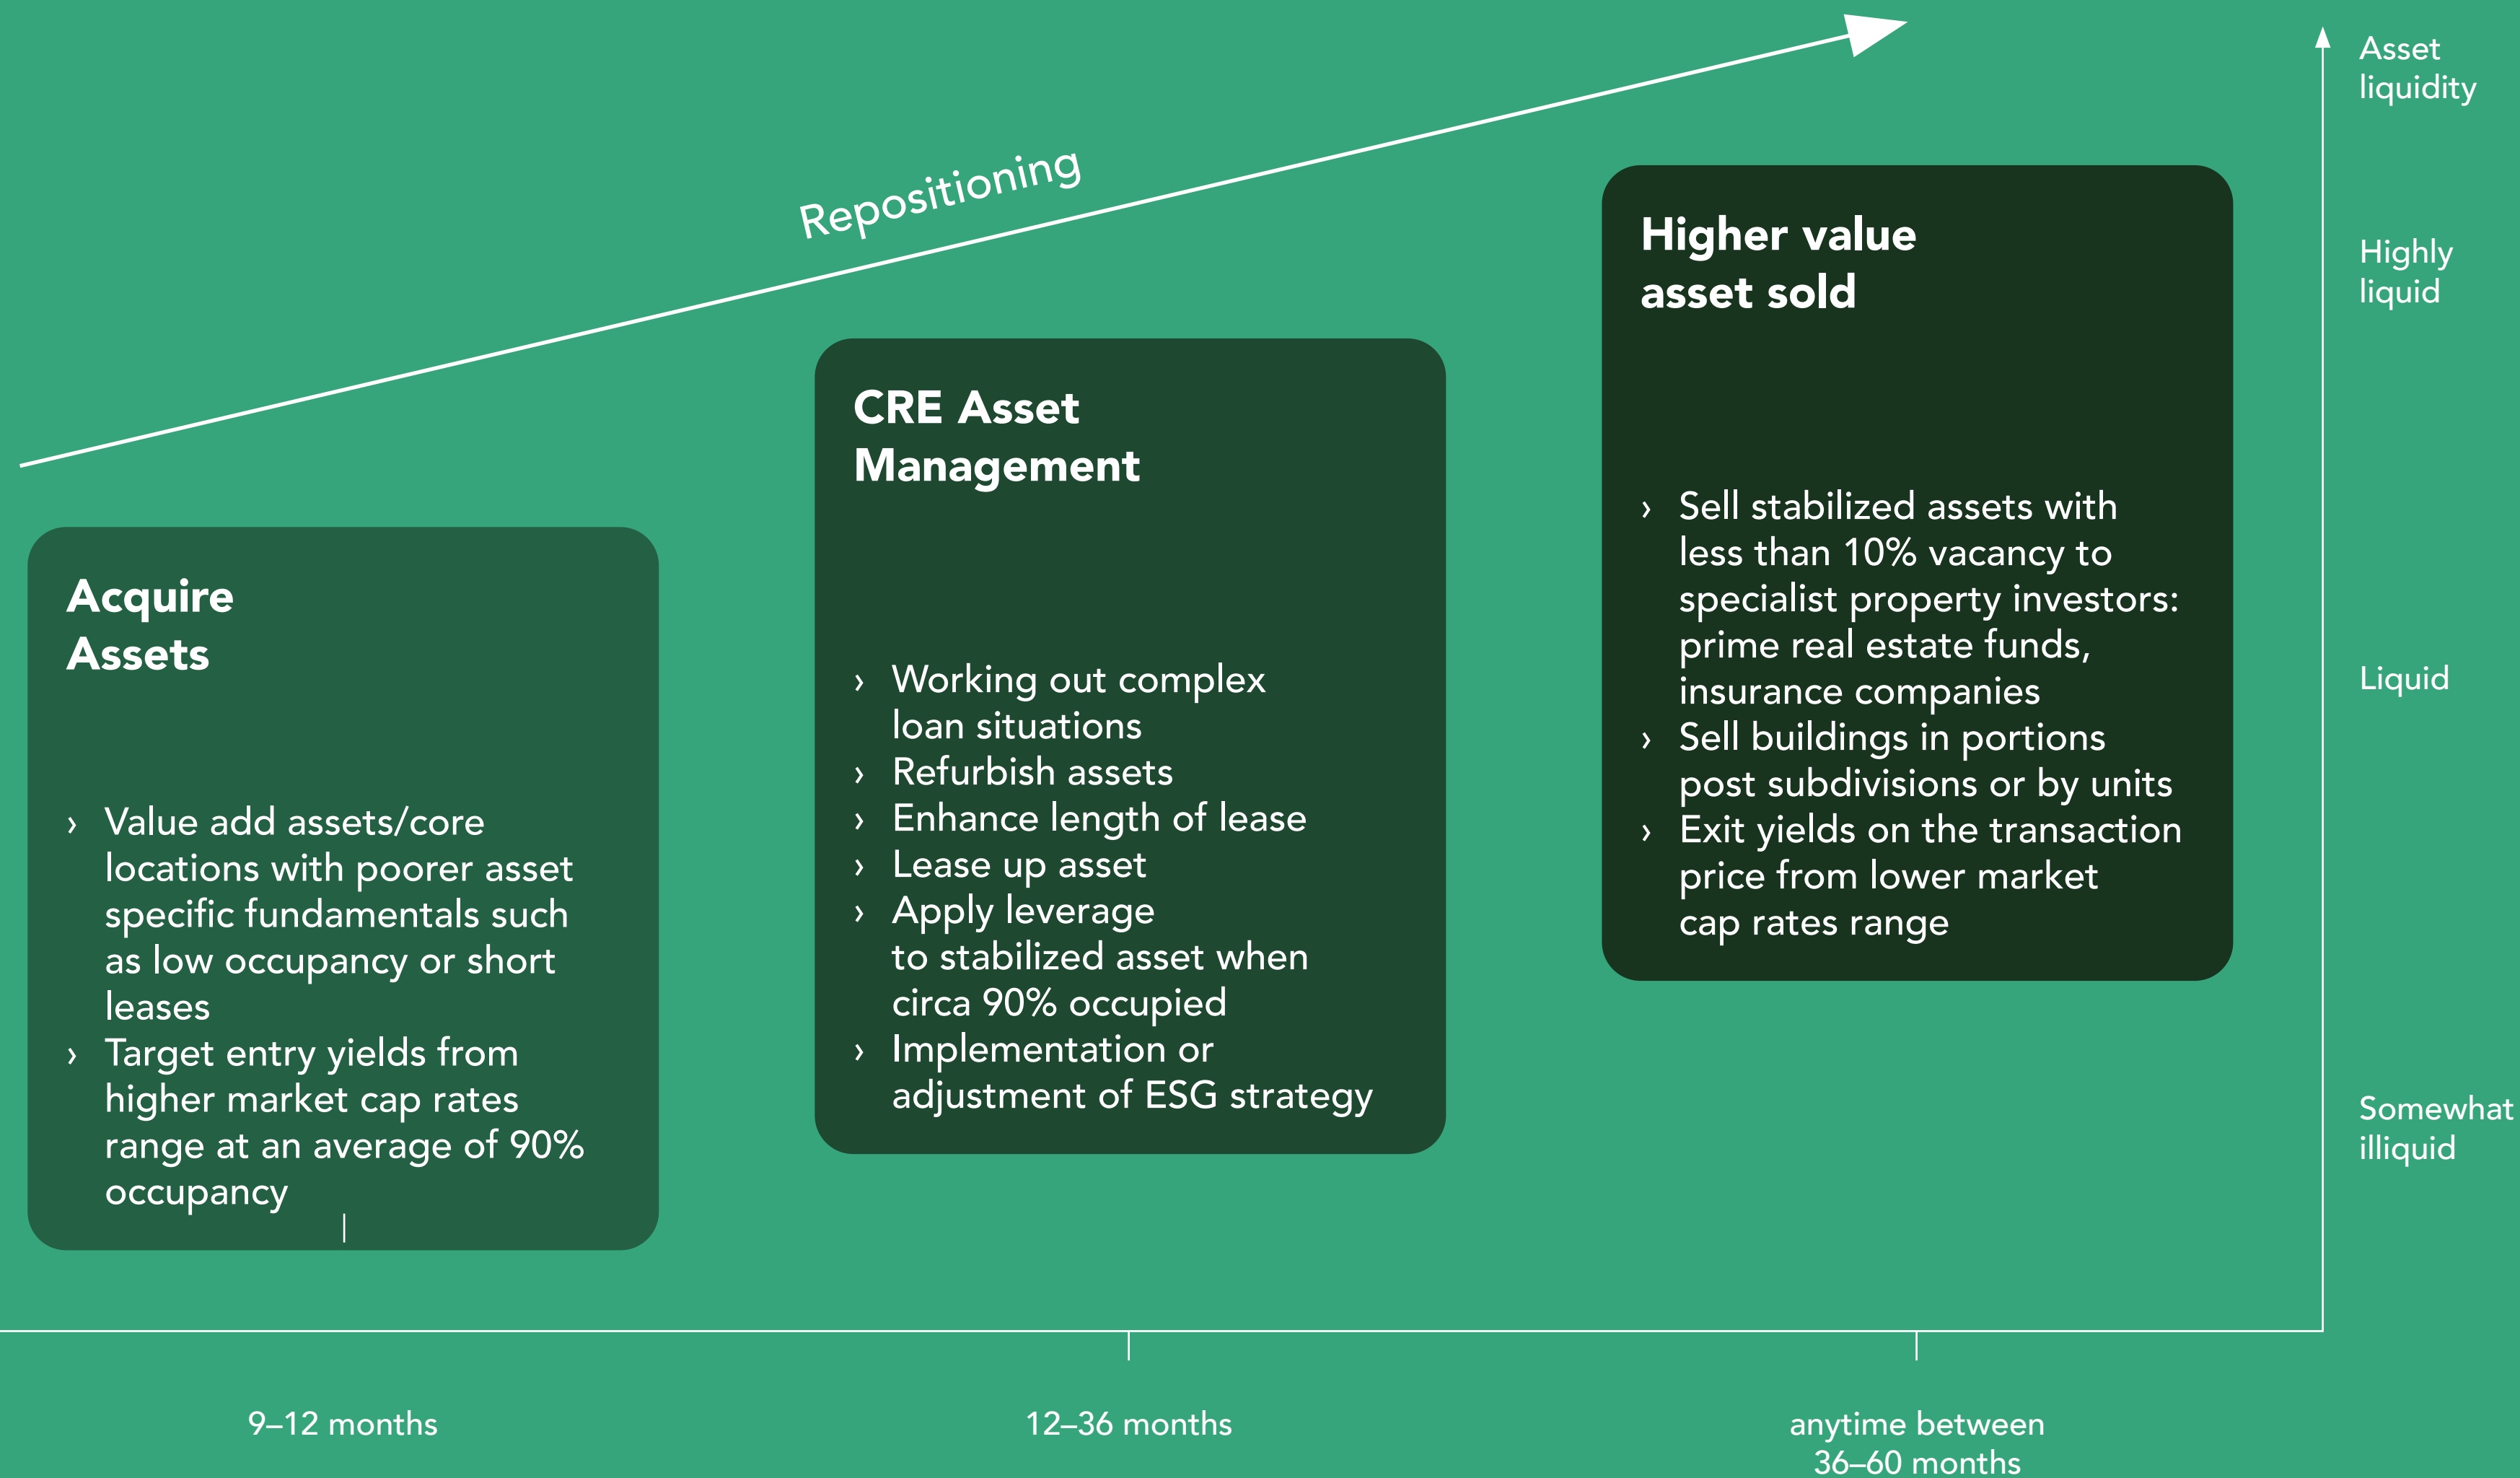 Repositioning
Acquire
Assets
› Value add assets/core
locations with poorer asset
specific fundamentals such
as low occupancy or short
leases
› Target entry yields from
higher market cap rates
range at an average of 90%
occupancy
CRE Asset
Management
› Working out complex
loan situations
› Refurbish assets
› Enhance length of lease
› Lease up asset
› Apply leverage
to stabilized asset when
circa 90% occupied
› Implementation or
adjustment of ESG strategy
Higher value
asset sold
› Sell stabilized assets with
less than 10% vacancy to
specialist property investors:
prime real estate funds,
insurance companies
› Sell buildings in portions
post subdivisions or by units
› Exit yields on the transaction
price from lower market
cap rates range
Asset
liquidity
Highly
liquid
Liquid
Somewhat
illiquid
9–12 months
12–36 months
anytime between
36–60 months